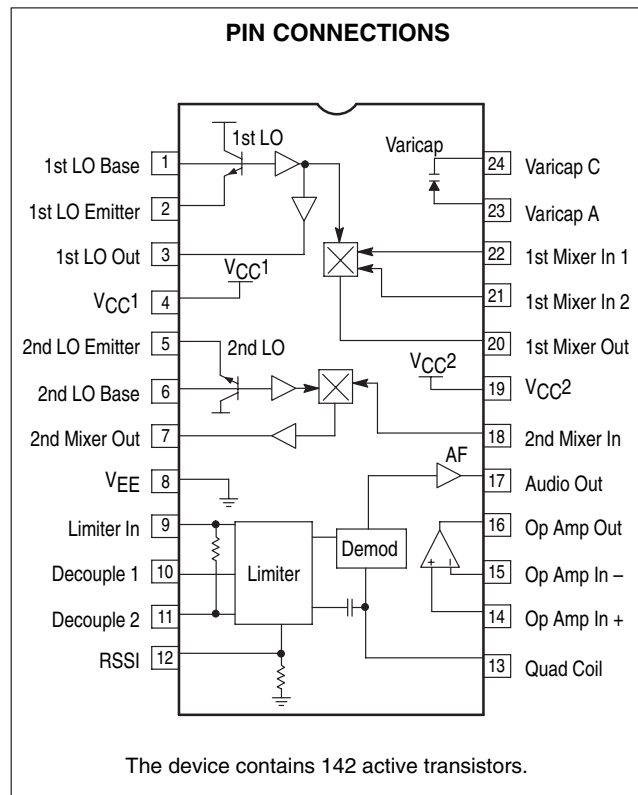 PIN CONNECTIONS
1st LO
Varicap
1st LO Base 1
24 Varicap C
1st LO Emitter 2
23 Varicap A
1st LO Out 3
22 1st Mixer In 1
VCC1
VCC1 4
21 1st Mixer In 2
2nd LO Emitter 5
20 1st Mixer Out
2nd LO
VCC2
2nd LO Base 6
19 VCC2
2nd Mixer Out 7
18 2nd Mixer In
AF
VEE 8
17 Audio Out
Limiter In 9
16 Op Amp Out
Demod
+ –
Decouple 1 10
Limiter
15 Op Amp In –
Decouple 2 11
14 Op Amp In +
RSSI 12
13 Quad Coil
The device contains 142 active transistors.